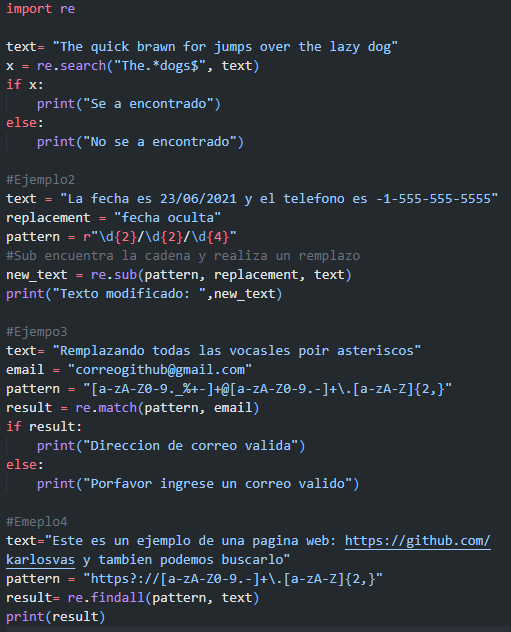 import re
text= "The quick brawn for jumps over the lazy dog"
x = re.search("The.*dogs$", text)
if x:
    print("Se a encontrado")
else:
    print("No se a encontrado")
#Ejemplo2
text = "La fecha es 23/06/2021 y el telefono es -1-555-555-5555"
replacement = "fecha oculta"
pattern = r"\d{2}/\d{2}/\d{4}"
#Sub encuentra la cadena y realiza un remplazo
new_text = re.sub(pattern, replacement, text)
print("Texto modificado: ",new_text)
#Ejempo3
text= "Remplazando todas las vocasles poir asteriscos"
email = "correogithub@gmail.com"
pattern = "[a-zA-Z0-9._%+-]+@[a-zA-Z0-9.-]+\.[a-zA-Z]{2,}"
result = re.match(pattern, email)
if result:
    print("Direccion de correo valida")
else:
    print("Porfavor ingrese un correo valido")
#Emeplo4
text="Este es un ejemplo de una pagina web: https://github.com/
karlosvas y tambien podemos buscarlo"
pattern = "https?://[a-zA-Z0-9.-]+\.[a-zA-Z]{2,}"
result= re.findall(pattern, text)
print(result)